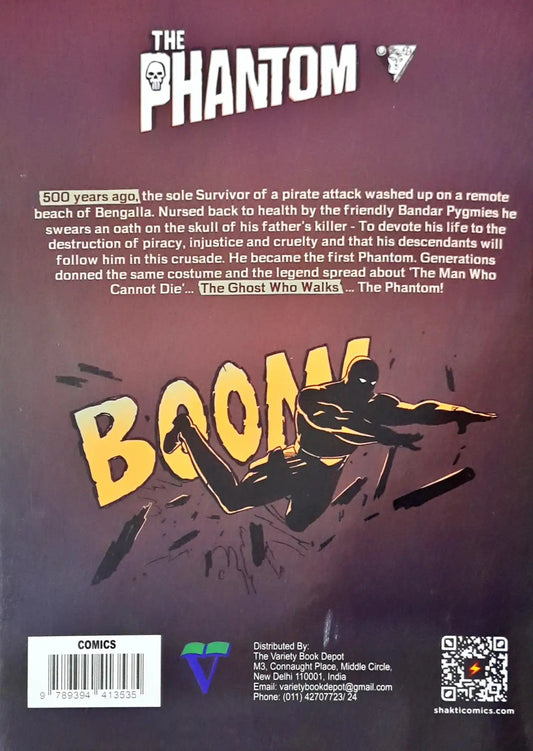 THE
PHANTOM
500 years ago, the sole Survivor of a pirate attack washed up on a remote
beach of Bengalla. Nursed back to health by the friendly Bandar Pygmies he
swears an oath on the skull of his father's killer - To devote his life to the
destruction of piracy, injustice and cruelty and that his descendants will
follow him in this crusade. He became the first Phantom. Generations
donned the same costume and the legend spread about 'The Man Who
Cannot Die'... 'The Ghost Who Walks' ... The Phantom!
BOOM
COMICS
9 789394 413535
Distributed By:
The Variety Book Depot
M3, Connaught Place, Middle Circle,
New Delhi 110001, India
Email: varietybookdepot@gmail.com
Phone: (011) 42707723/ 24
shakticomics.com